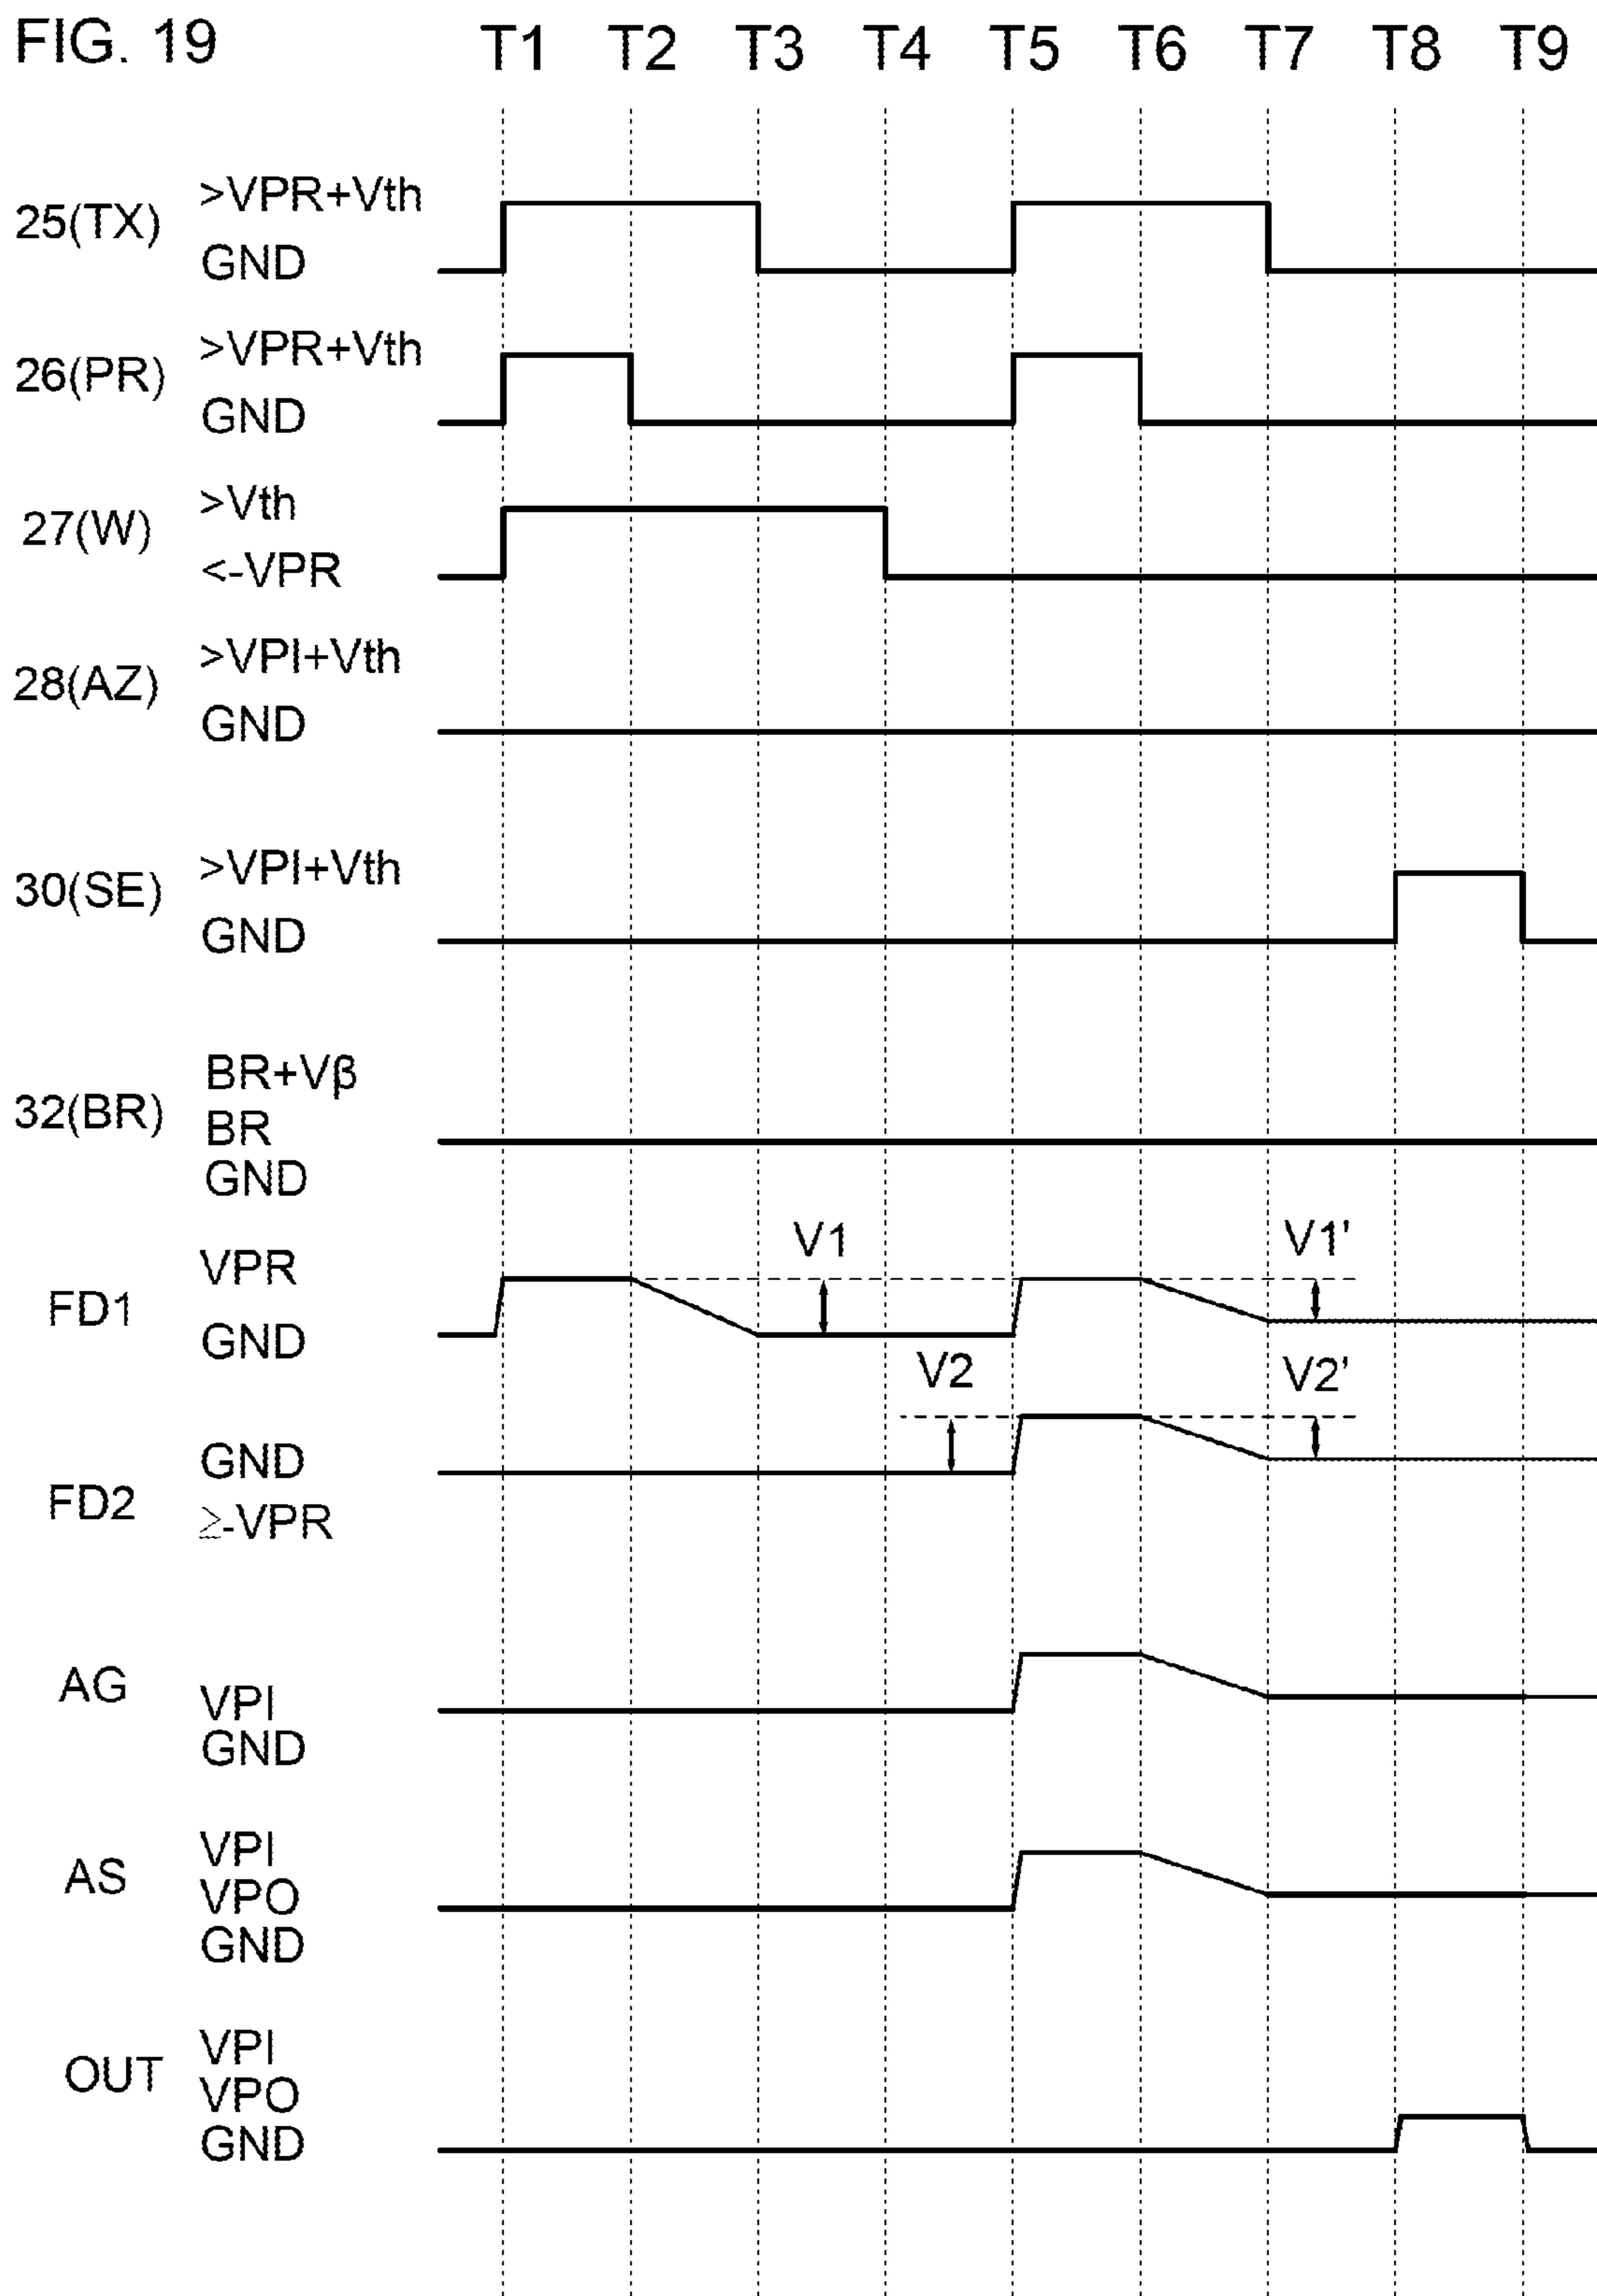 FIG. 19
T1 T2 T3 T4 T5 T6 T7 T8 T9
25(TX)
>VPR+Vth
GND
26(PR)
>VPR+Vth
GND
27(W)
>Vth
<-VPR
28(AZ)
>VPI+Vth
GND
30(SE)
>VPI+Vth
GND
32(BR)
BR+Vβ
BR
GND
FD1
VPR
GND
V1
V1'
FD2
GND
≥-VPR
V2
V2'
AG
VPI
GND
AS
VPI
VPO
GND
OUT
VPI
VPO
GND